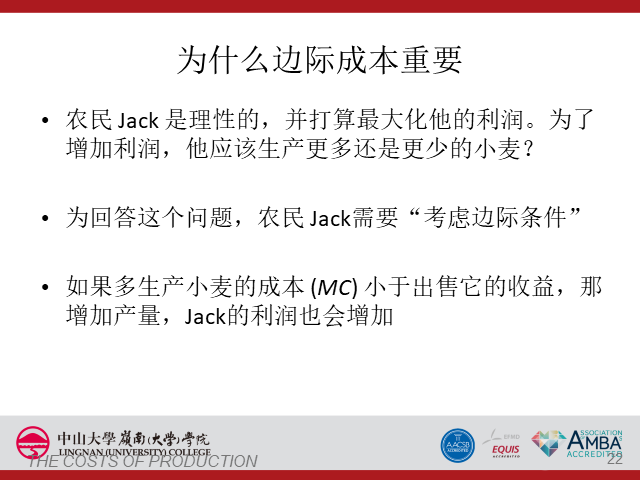 为什么边际成本重要
• 农民 Jack 是理性的，并打算最大化他的利润。为了
增加利润，他应该生产更多还是更少的小麦？
• 为回答这个问题，农民 Jack需要“考虑边际条件”
• 如果多生产小麦的成本 (MC) 小于出售它的收益，那
增加产量，Jack的利润也会增加
中山大學 嶺南(大學)學院
LINGNAN (UNIVERSITY) COLLEGE
THE COSTS OF PRODUCTION
AACSB
ACCREDITED
EFMD
EQUIS
ACCREDITED
ASSOCIATION
AMBA
ACCREDITED
22